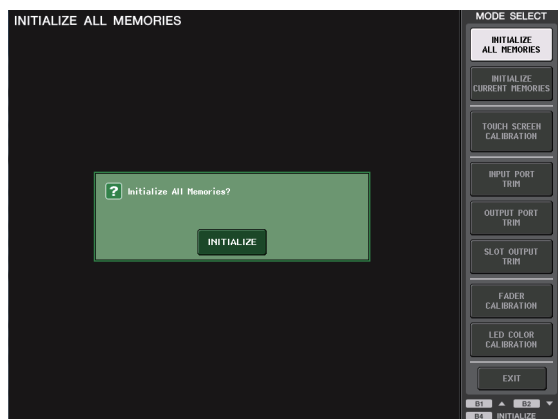 INITIALIZE ALL MEMORIES
? Initialize All Memories?
INITIALIZE
MODE SELECT
INITIALIZE
ALL MEMORIES
INITIALIZE
CURRENT MEMORIES
TOUCH SCREEN
CALIBRATION
INPUT PORT
TRIM
OUTPUT PORT
TRIM
SLOT OUTPUT
TRIM
FADER
CALIBRATION
LED COLOR
CALIBRATION
EXIT
B1 ▲ B2 ▼
B4 INITIALIZE